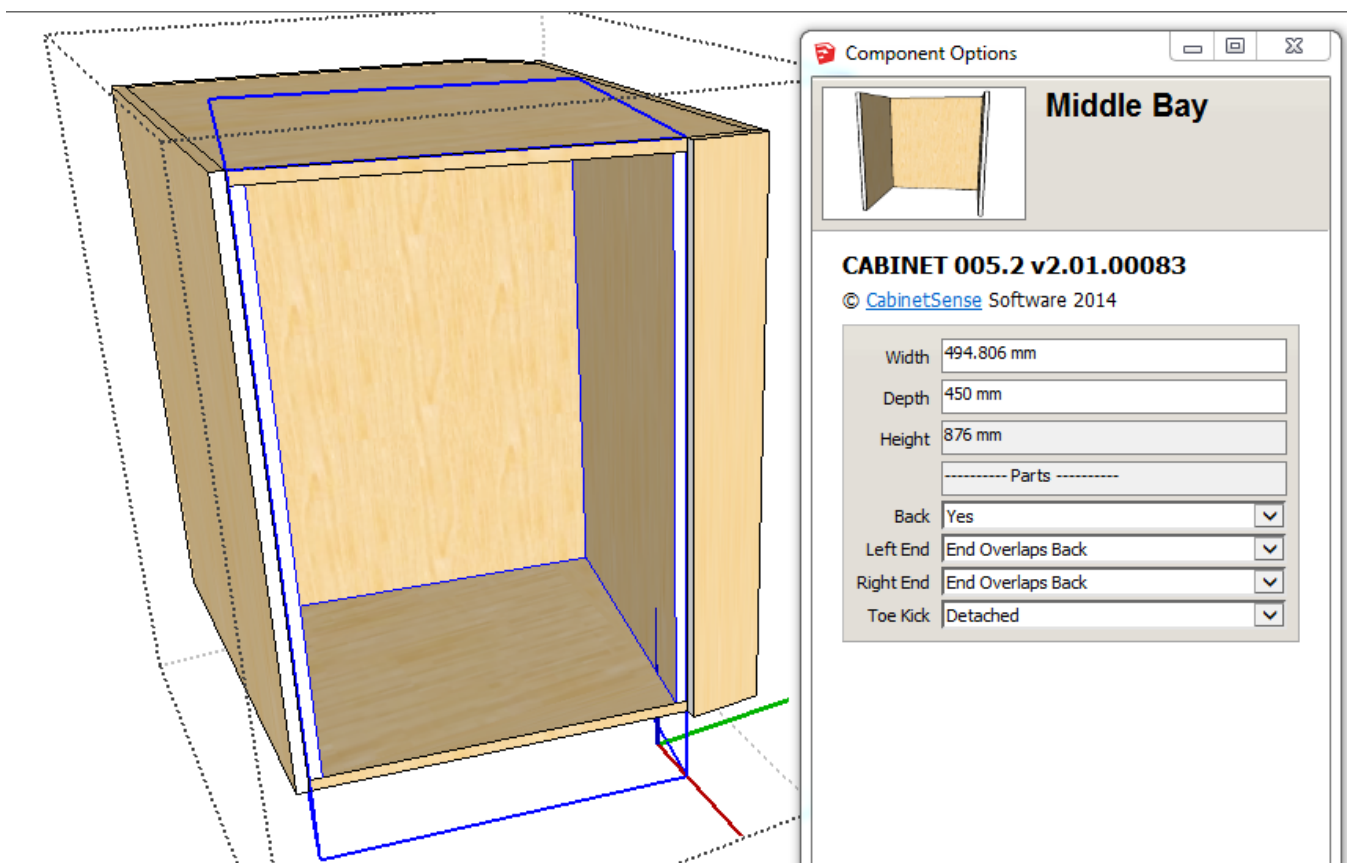 Component Options
Middle Bay
CABINET 005.2 v2.01.00083
© CabinetSense Software 2014
Width 494.806 mm
Depth 450 mm
Height 876 mm
---------- Parts ----------
Back Yes
Left End End Overlaps Back
Right End End Overlaps Back
Toe Kick Detached